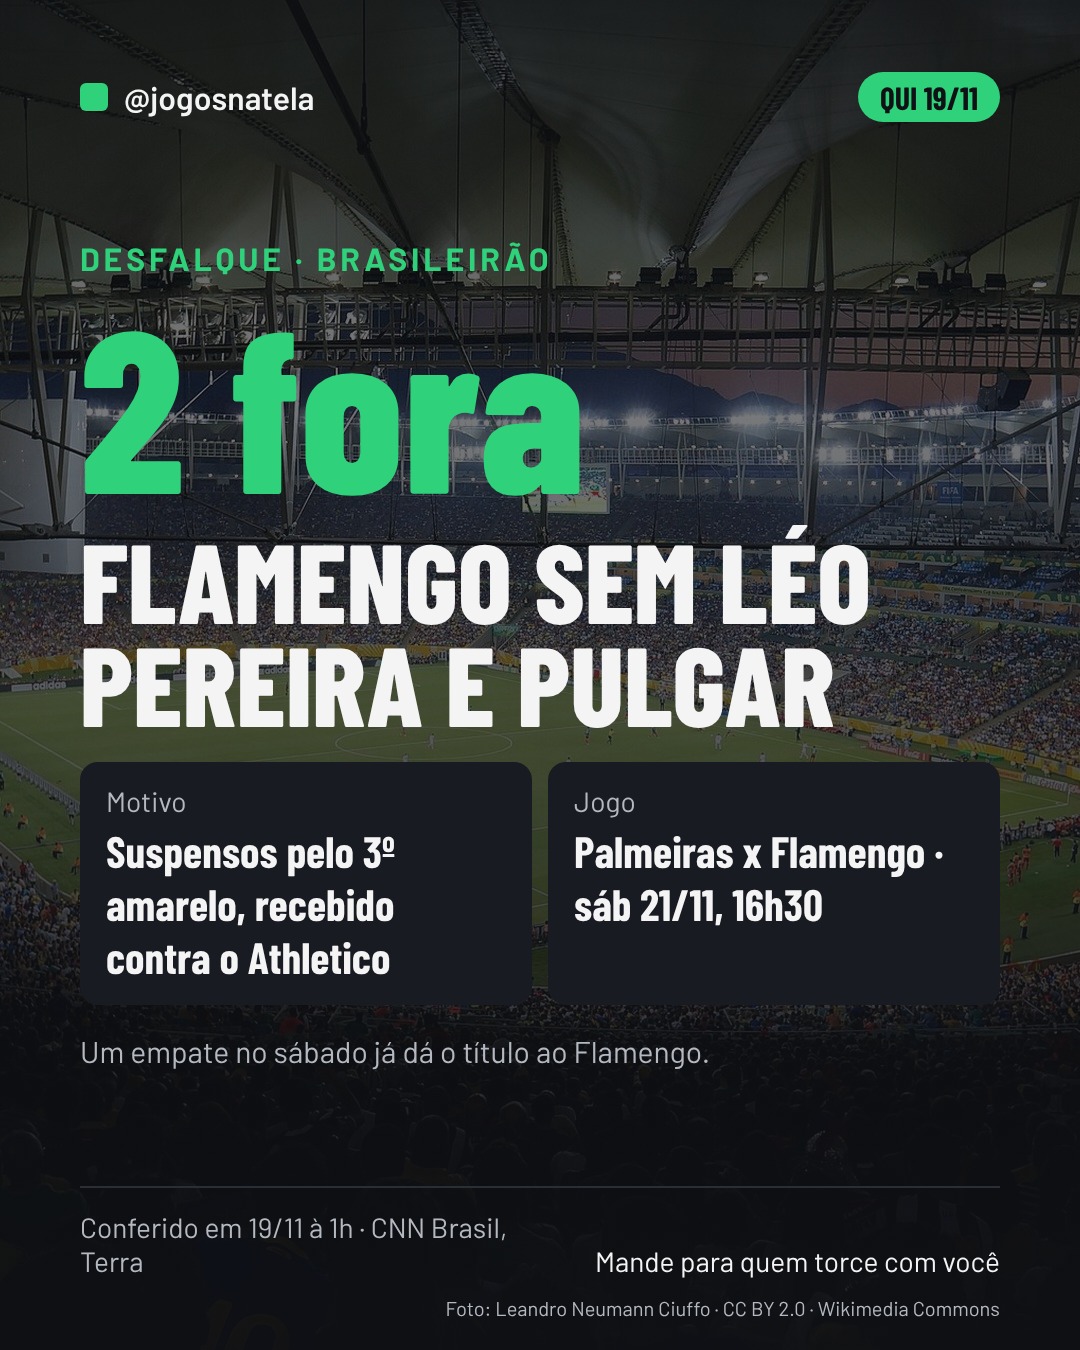 @jogosnatela
QUI 19/11
DESFALQUE · BRASILEIRÃO
2 fora
FLAMENGO SEM LÉO
PEREIRA E PULGAR
Motivo
Suspensos pelo 3º
amarelo, recebido
contra o Athletico
Jogo
Palmeiras x Flamengo ·
sáb 21/11, 16h30
Um empate no sábado já dá o título ao Flamengo.
Conferido em 19/11 à 1h · CNN Brasil,
Terra
Mande para quem torce com você
Foto: Leandro Neumann Ciuffo · CC BY 2.0 · Wikimedia Commons
adidas
FIFA